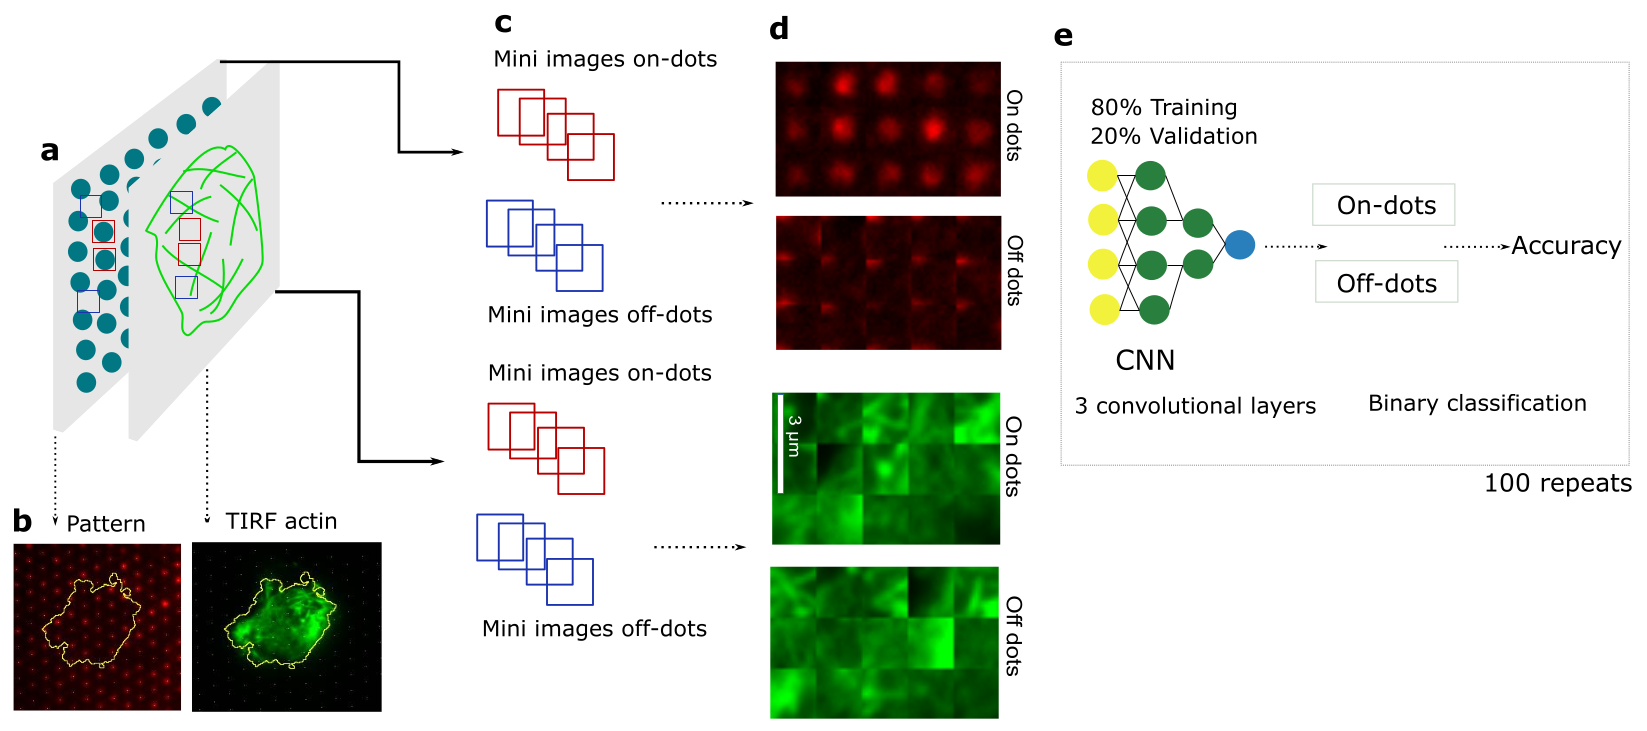 a
b
Pattern
TIRF actin
c
Mini images on-dots
Mini images off-dots
Mini images on-dots
Mini images off-dots
d
On dots
Off dots
3 µm
On dots
Off dots
e
80% Training
20% Validation
CNN
3 convolutional layers
On-dots
Off-dots
Accuracy
Binary classification
100 repeats